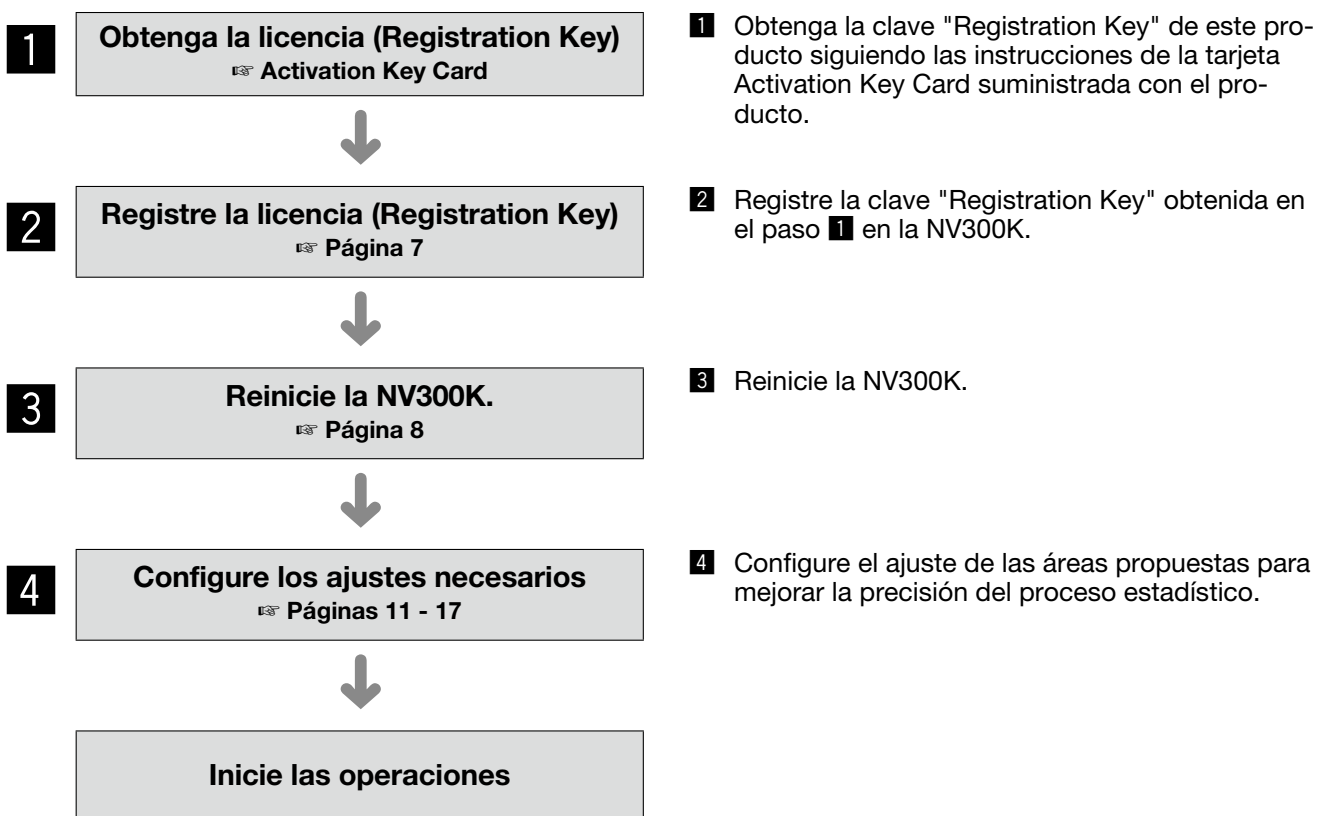 1
Obtenga la licencia (Registration Key)
☞ Activation Key Card
1 Obtenga la clave "Registration Key" de este pro-
ducto siguiendo las instrucciones de la tarjeta
Activation Key Card suministrada con el pro-
ducto.
2
Registre la licencia (Registration Key)
☞ Página 7
2 Registre la clave "Registration Key" obtenida en
el paso 1 en la NV300K.
3
Reinicie la NV300K.
☞ Página 8
3 Reinicie la NV300K.
4
Configure los ajustes necesarios
☞ Páginas 11 - 17
4 Configure el ajuste de las áreas propuestas para
mejorar la precisión del proceso estadístico.
Inicie las operaciones